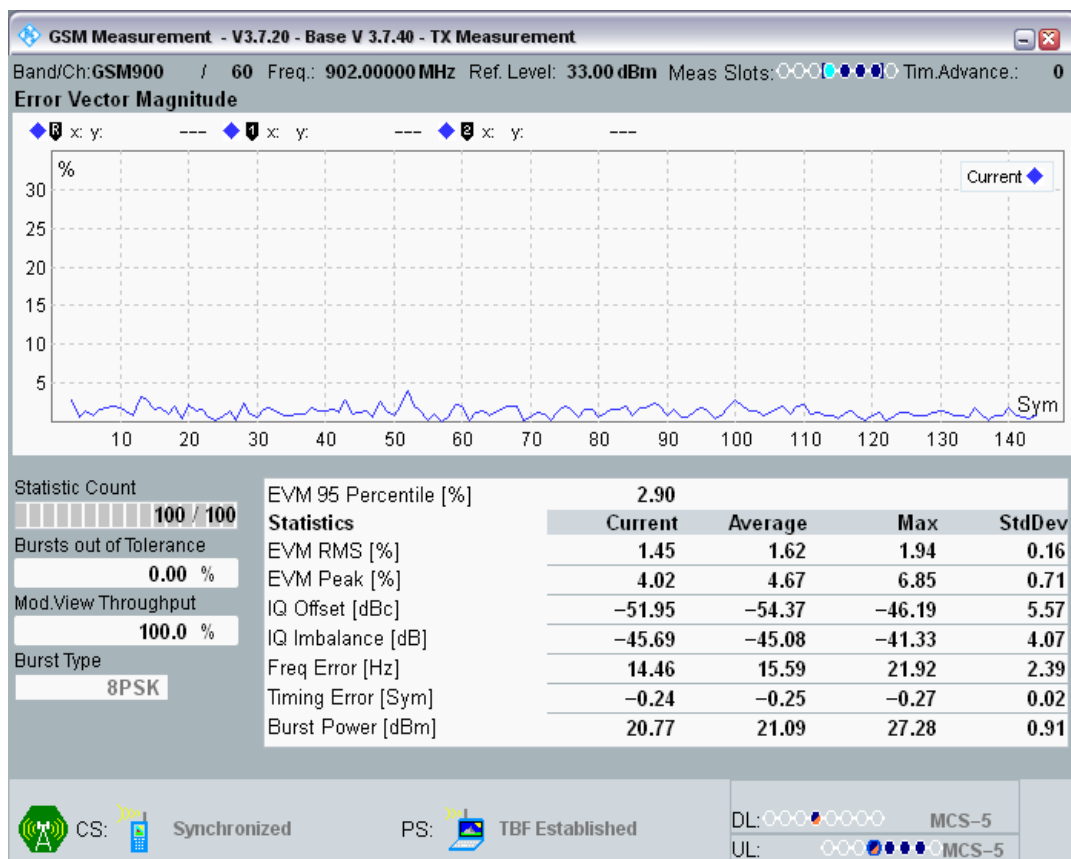 GSM Measurement - V3.7.20 - Base V 3.7.40 - TX Measurement
Band/Ch:GSM900 / 60 Freq.: 902.00000 MHz Ref. Level: 33.00 dBm Meas Slots: Tim.Advance.: 0
Error Vector Magnitude
R x: y: --- 1 x: y: --- 2 x: y: ---
%
Current
30
25
20
15
10
5
Sym
10 20 30 40 50 60 70 80 90 100 110 120 130 140
Statistic Count
100 / 100
Bursts out of Tolerance
0.00 %
Mod.View Throughput
100.0 %
Burst Type
8PSK
EVM 95 Percentile [%] 2.90
Statistics Current Average Max StdDev
EVM RMS [%] 1.45 1.62 1.94 0.16
EVM Peak [%] 4.02 4.67 6.85 0.71
IQ Offset [dBc] −51.95 −54.37 −46.19 5.57
IQ Imbalance [dB] −45.69 −45.08 −41.33 4.07
Freq Error [Hz] 14.46 15.59 21.92 2.39
Timing Error [Sym] −0.24 −0.25 −0.27 0.02
Burst Power [dBm] 20.77 21.09 27.28 0.91
CS: Synchronized PS: TBF Established
DL: MCS−5
UL: MCS−5